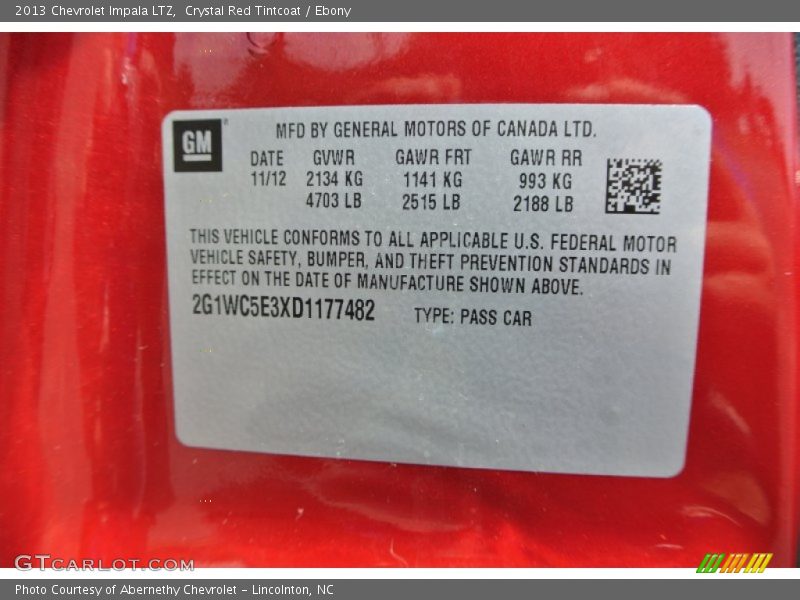 2013 Chevrolet Impala LTZ, Crystal Red Tintcoat / Ebony
GM
MFD BY GENERAL MOTORS OF CANADA LTD.
DATE GVWR GAWR FRT GAWR RR
11/12 2134 KG 1141 KG 993 KG
4703 LB 2515 LB 2188 LB
THIS VEHICLE CONFORMS TO ALL APPLICABLE U.S. FEDERAL MOTOR
VEHICLE SAFETY, BUMPER, AND THEFT PREVENTION STANDARDS IN
EFFECT ON THE DATE OF MANUFACTURE SHOWN ABOVE.
2G1WC5E3XD1177482 TYPE: PASS CAR
GTCARLOT.COM
Photo Courtesy of Abernethy Chevrolet - Lincolnton, NC